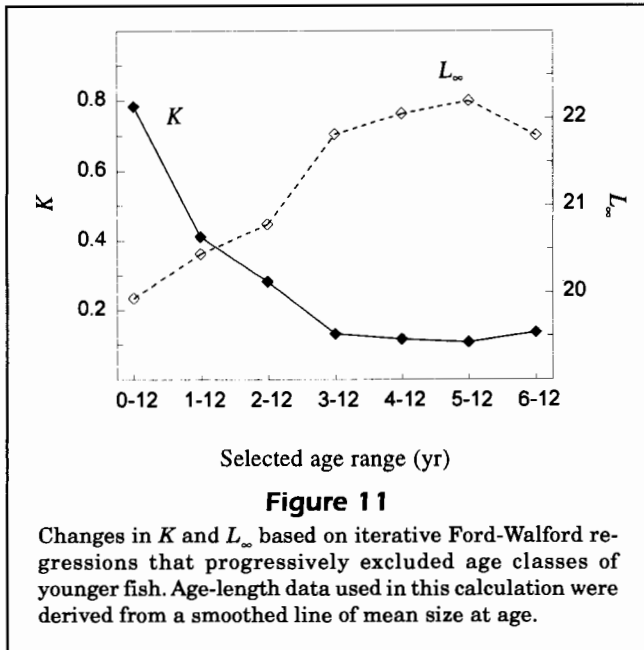 K
L∞
0.8
0.6
0.4
0.2
K
22
21
20
L∞
0-12 1-12 2-12 3-12 4-12 5-12 6-12
Selected age range (yr)
Figure 11
Changes in K and L∞ based on iterative Ford-Walford re-
gressions that progressively excluded age classes of
younger fish. Age-length data used in this calculation were
derived from a smoothed line of mean size at age.